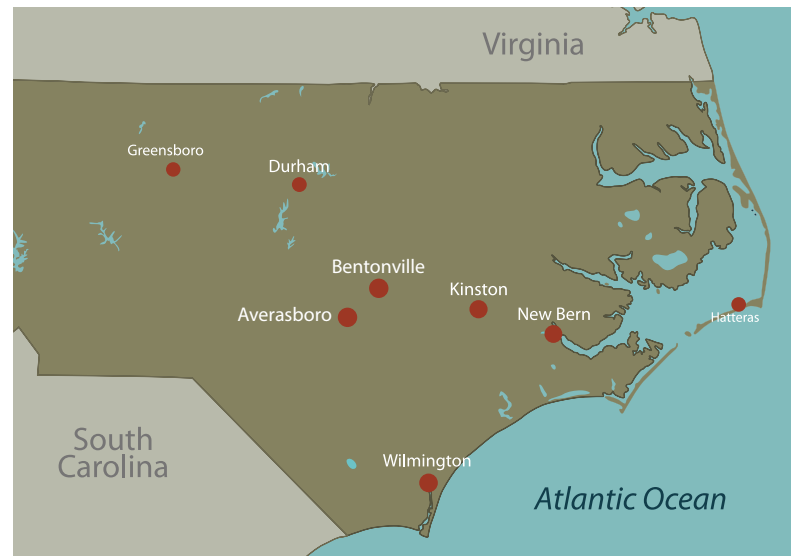 Virginia
Greensboro
Durham
Bentonville
Kinston
Averasboro
New Bern
Hatteras
South
Carolina
Wilmington
Atlantic Ocean